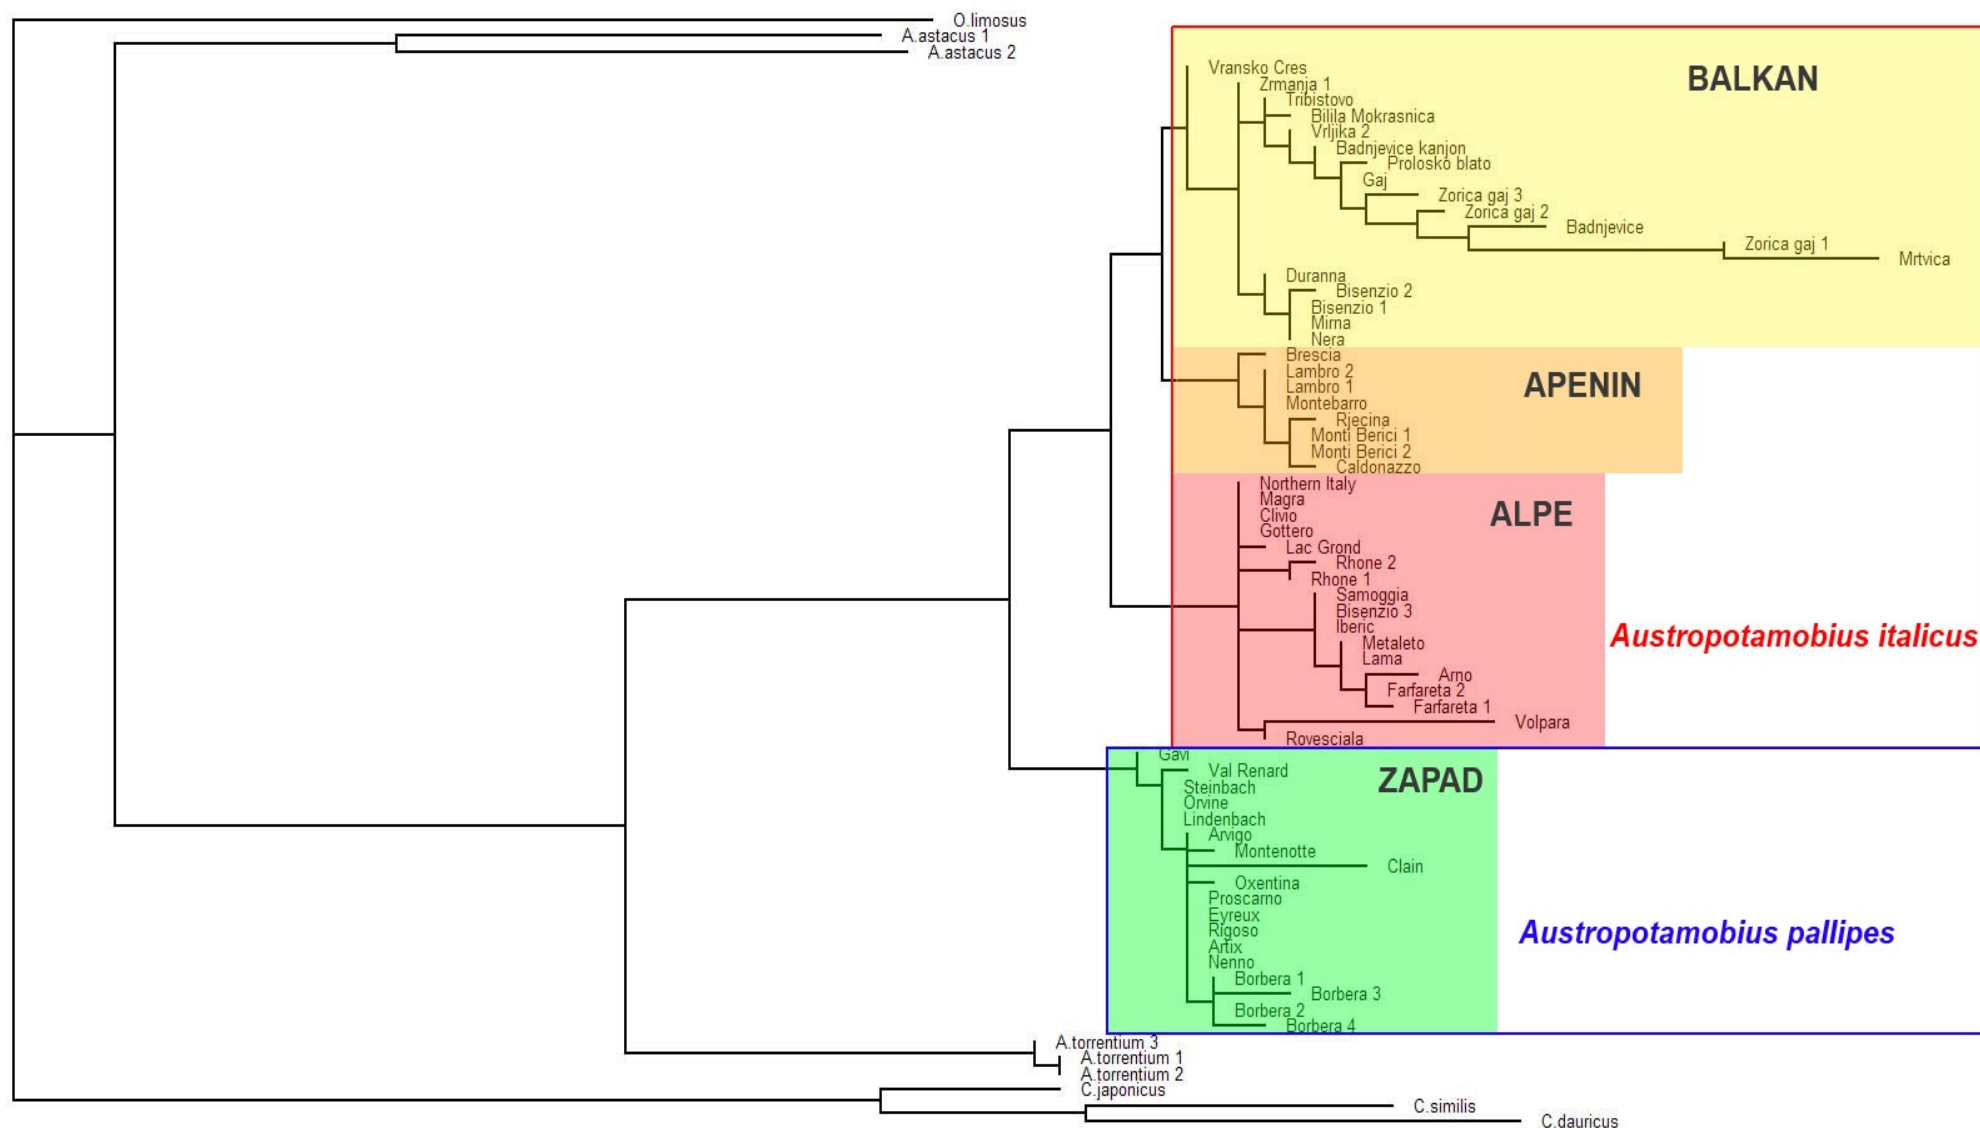 O.limosus
A.astacus 1
A.astacus 2
Vransko Cres
BALKAN
Zrmanja 1
Tribistovo
Bilila Mokrasnica
Vrljika 2
Badnjevice kanjon
Prolosko blato
Gaj
Zorica gaj 3
Zorica gaj 2
Badnjevice
Zorica gaj 1
Mrtvica
Duranna
Bisenzio 2
Bisenzio 1
Mirna
Nera
Brescia
Lambro 2
APENIN
Lambro 1
Montebarro
Rjecina
Monti Berici 1
Monti Berici 2
Caldonazzo
Northern Italy
Magra
Clivio
ALPE
Gottero
Lac Grond
Rhone 2
Rhone 1
Samoggia
Bisenzio 3
Iberic
Austropotamobius italicus
Metaleto
Lama
Arno
Farfareta 2
Farfareta 1
Volpara
Rovesciala
Gavi
Val Renard
ZAPAD
Steinbach
Orvine
Lindenbach
Arvigo
Montenotte
Clain
Oxentina
Proscarno
Eyreux
Rigoso
Austropotamobius pallipes
Artix
Nenno
Borbera 1
Borbera 3
Borbera 2
Borbera 4
A.torrentium 3
A.torrentium 1
A.torrentium 2
C.japonicus
C.similis
C.dauricus